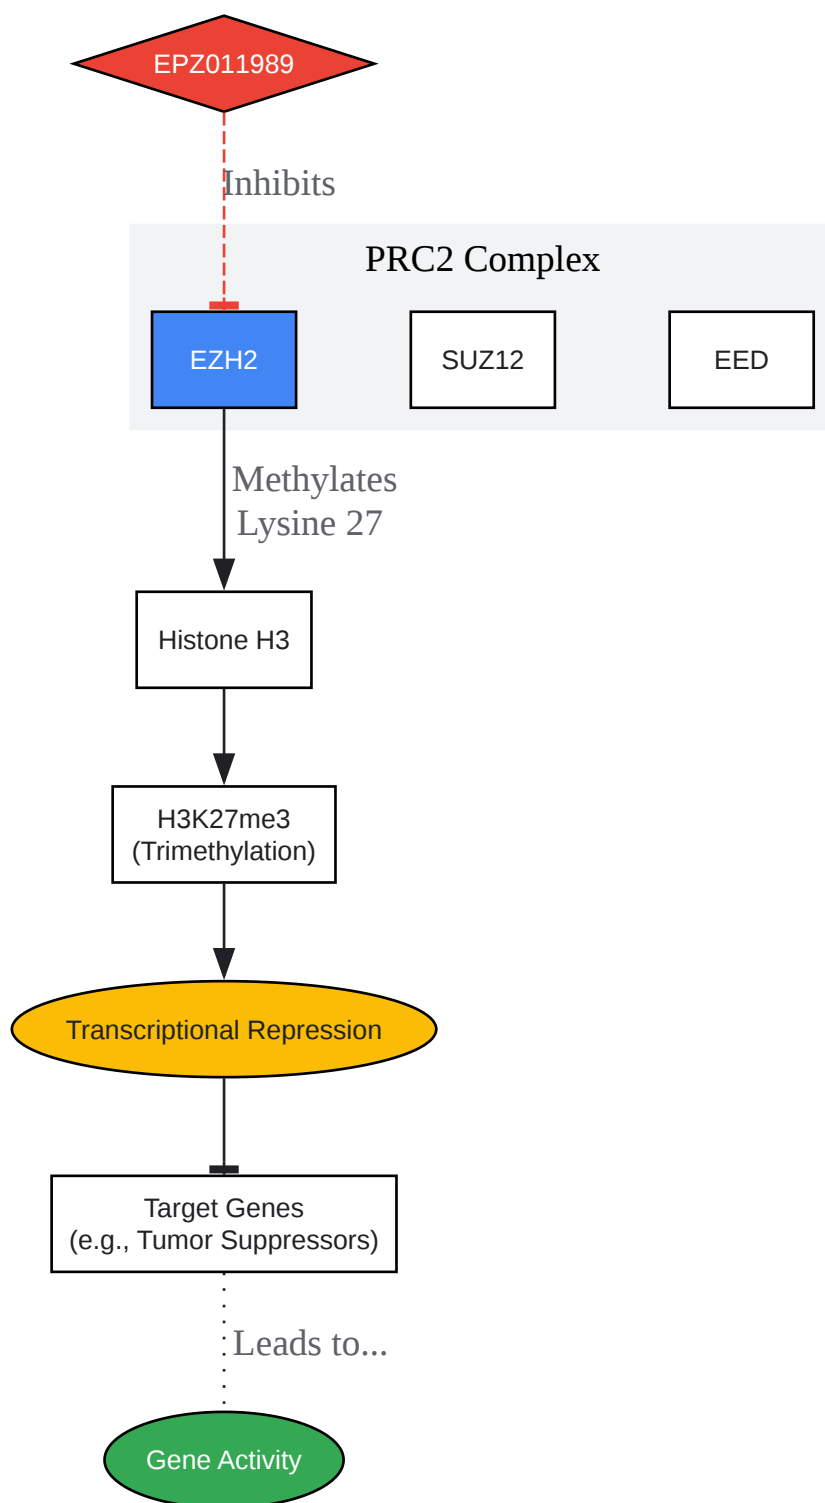 EPZ011989
Inhibits
PRC2 Complex
EZH2
SUZ12
EED
Methylates
Lysine 27
Histone H3
H3K27me3
(Trimethylation)
Transcriptional Repression
Target Genes
(e.g., Tumor Suppressors)
Leads to...
Gene Activity